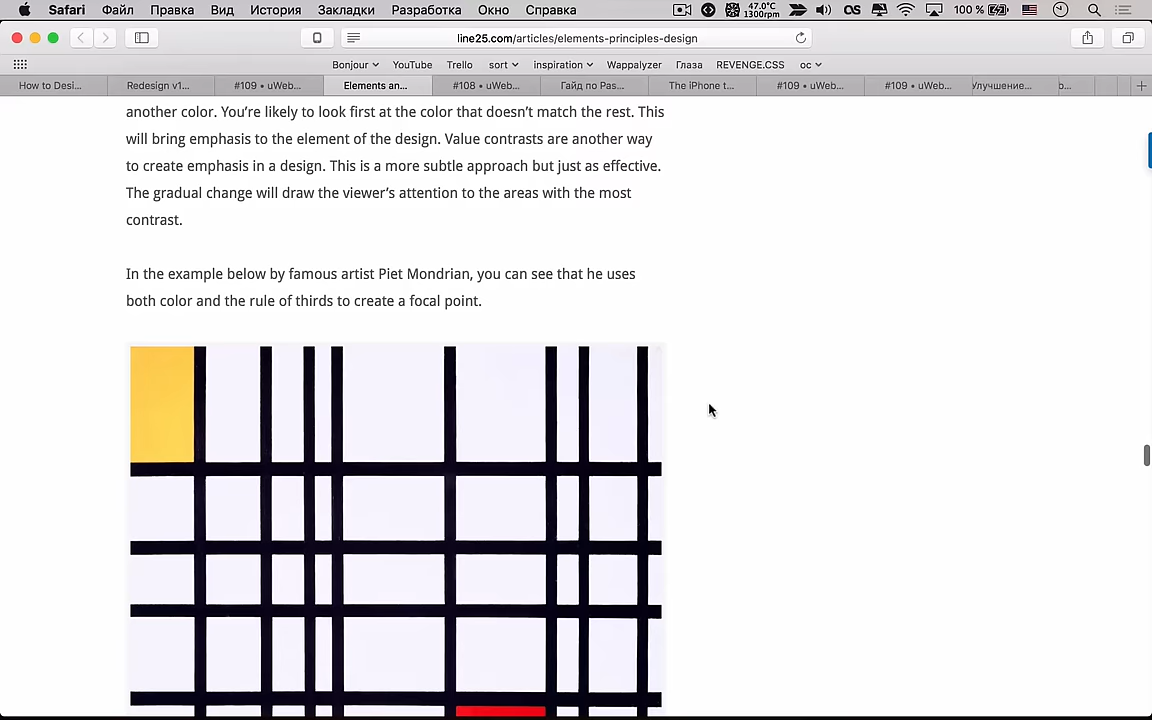 Safari Файл Правка Вид История Закладки Разработка Окно Справка 47.0°C 1300rpm 100 %
line25.com/articles/elements-principles-design
Bonjour YouTube Trello sort inspiration Wappalyzer Глаза REVENGE.CSS ос
How to Desi... Redesign v1... #109 • uWeb... Elements an... #108 • uWeb... Гайд по Pas... The iPhone t... #109 • uWeb... #109 • uWeb... Улучшение... b...
another color. You’re likely to look first at the color that doesn’t match the rest. This
will bring emphasis to the element of the design. Value contrasts are another way
to create emphasis in a design. This is a more subtle approach but just as effective.
The gradual change will draw the viewer’s attention to the areas with the most
contrast.
In the example below by famous artist Piet Mondrian, you can see that he uses
both color and the rule of thirds to create a focal point.